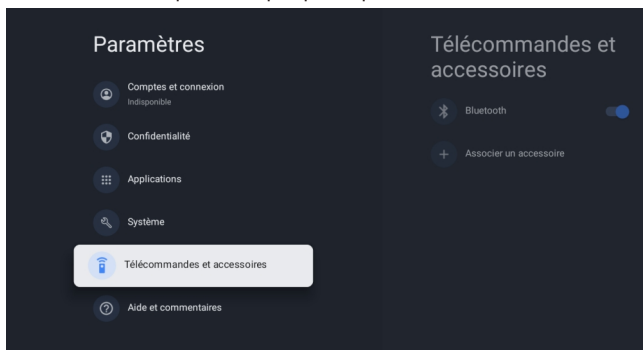 Paramètres
Comptes et connexion
Indisponible
Confidentialité
Applications
Système
Télécommandes et accessoires
Aide et commentaires
Télécommandes et
accessoires
Bluetooth
Associer un accessoire